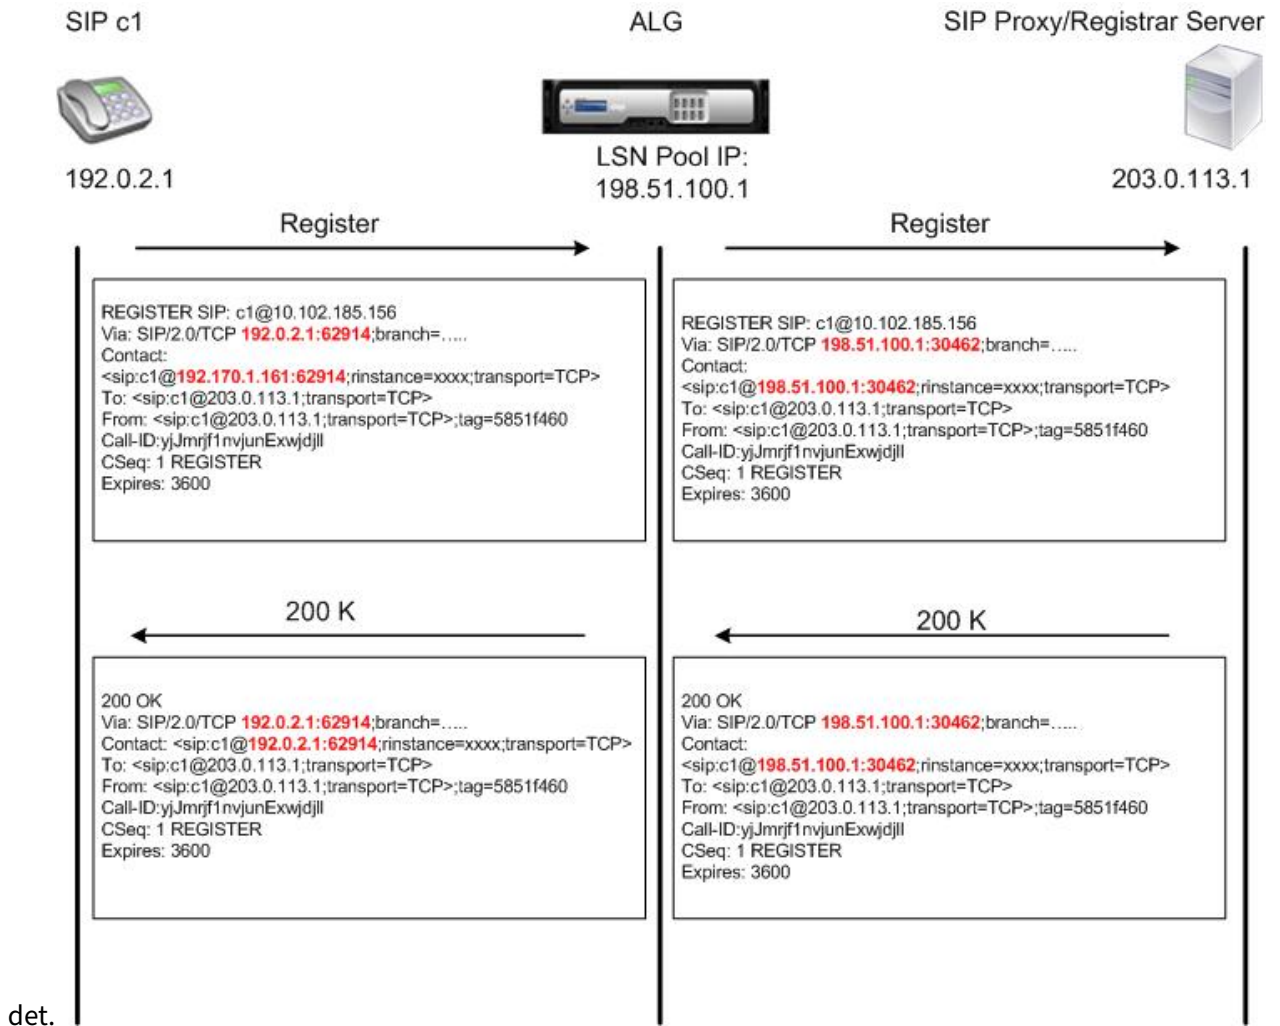 SIP c1
ALG
SIP Proxy/Registrar Server
192.0.2.1
LSN Pool IP:
198.51.100.1
203.0.113.1
Register
Register
REGISTER SIP: c1@10.102.185.156
Via: SIP/2.0/TCP 192.0.2.1:62914;branch=.....
Contact:
<sip:c1@192.170.1.161:62914;rinstance=xxxx;transport=TCP>
To: <sip:c1@203.0.113.1;transport=TCP>
From: <sip:c1@203.0.113.1;transport=TCP>;tag=5851f460
Call-ID:yjJmrjf1nvjunExwjdjll
CSeq: 1 REGISTER
Expires: 3600
REGISTER SIP: c1@10.102.185.156
Via: SIP/2.0/TCP 198.51.100.1:30462;branch=.....
Contact:
<sip:c1@198.51.100.1:30462;rinstance=xxxx;transport=TCP>
To: <sip:c1@203.0.113.1;transport=TCP>
From: <sip:c1@203.0.113.1;transport=TCP>;tag=5851f460
Call-ID:yjJmrjf1nvjunExwjdjll
CSeq: 1 REGISTER
Expires: 3600
200 K
200 K
200 OK
Via: SIP/2.0/TCP 192.0.2.1:62914;branch=.....
Contact: <sip:c1@192.0.2.1:62914;rinstance=xxxx;transport=TCP>
To: <sip:c1@203.0.113.1;transport=TCP>
From: <sip:c1@203.0.113.1;transport=TCP>;tag=5851f460
Call-ID:yjJmrjf1nvjunExwjdjll
CSeq: 1 REGISTER
Expires: 3600
200 OK
Via: SIP/2.0/TCP 198.51.100.1:30462;branch=.....
Contact:
<sip:c1@198.51.100.1:30462;rinstance=xxxx;transport=TCP>
To: <sip:c1@203.0.113.1;transport=TCP>
From: <sip:c1@203.0.113.1;transport=TCP>;tag=5851f460
Call-ID:yjJmrjf1nvjunExwjdjll
CSeq: 1 REGISTER
Expires: 3600
det.